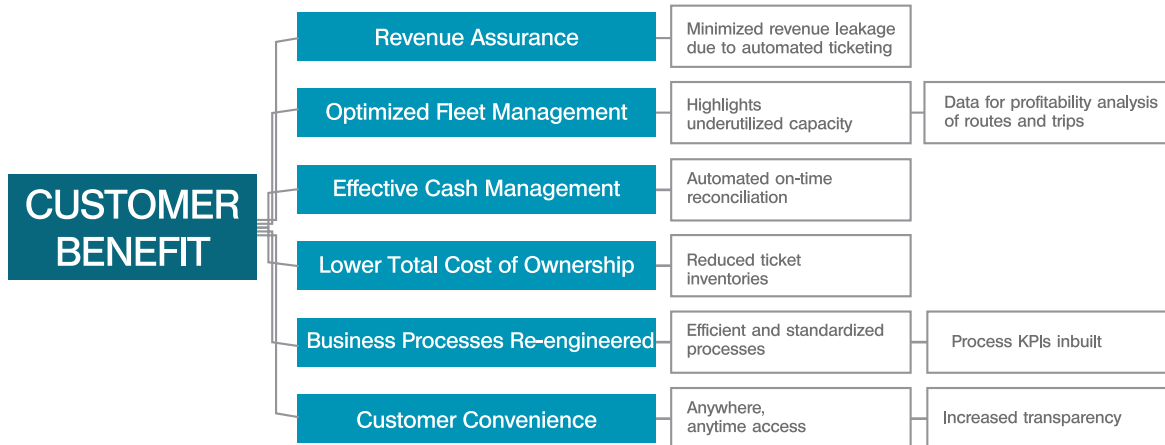 CUSTOMER
BENEFIT
Revenue Assurance
Minimized revenue leakage
due to automated ticketing
Optimized Fleet Management
Highlights
underutilized capacity
Data for profitability analysis
of routes and trips
Effective Cash Management
Automated on-time
reconciliation
Lower Total Cost of Ownership
Reduced ticket
inventories
Business Processes Re-engineered
Efficient and standardized
processes
Process KPIs inbuilt
Customer Convenience
Anywhere,
anytime access
Increased transparency